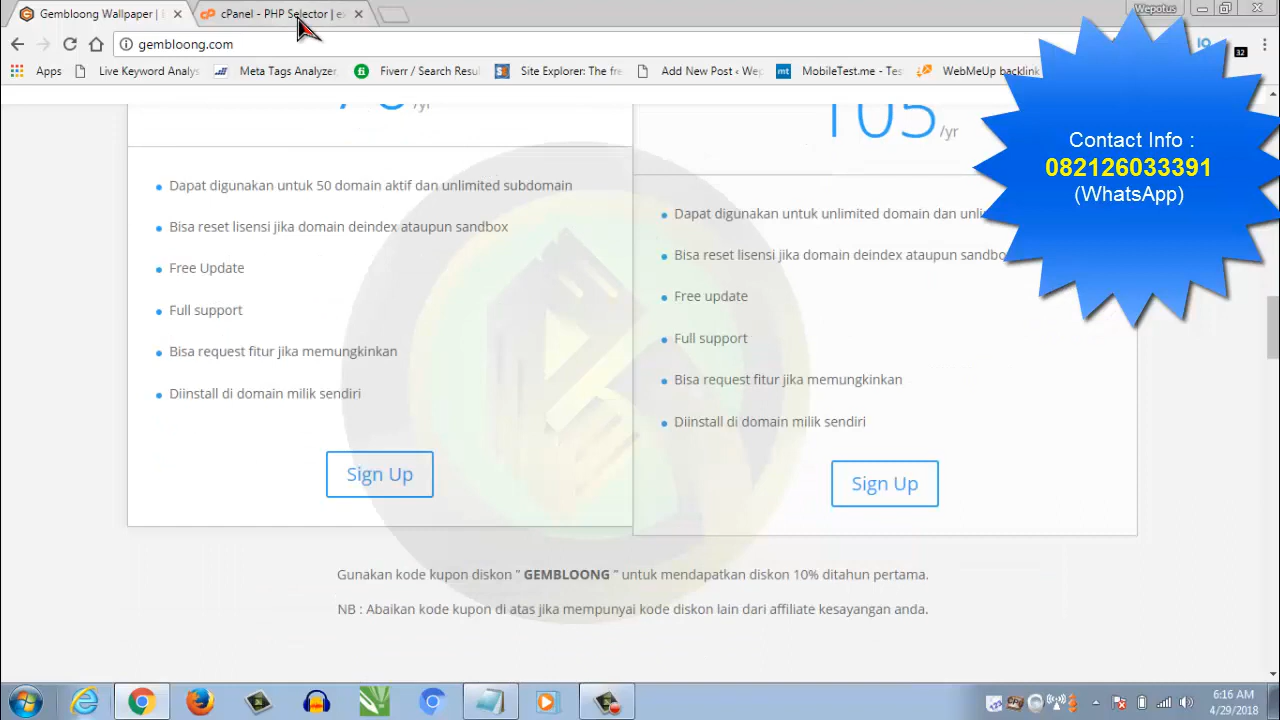 Gembloong Wallpaper |
cPanel - PHP Selector | e
Wepotus
gembloong.com
32
Apps
Live Keyword Analys
Meta Tags Analyzer,
Fiverr / Search Resu
Site Explorer: The fre
Add New Post ‹ Wep
mt
MobileTest.me - Tes
WebMeUp backlink
/yr
105 /yr
Contact Info :
082126033391
(WhatsApp)
Dapat digunakan untuk 50 domain aktif dan unlimited subdomain
Bisa reset lisensi jika domain deindex ataupun sandbox
Free Update
Full support
Bisa request fitur jika memungkinkan
Diinstall di domain milik sendiri
Sign Up
Dapat digunakan untuk unlimited domain dan unli
Bisa reset lisensi jika domain deindex ataupun sandbo
Free update
Full support
Bisa request fitur jika memungkinkan
Diinstall di domain milik sendiri
Sign Up
Gunakan kode kupon diskon " GEMBLOONG " untuk mendapatkan diskon 10% ditahun pertama.
NB : Abaikan kode kupon di atas jika mempunyai kode diskon lain dari affiliate kesayangan anda.
6:16 AM
4/29/2018